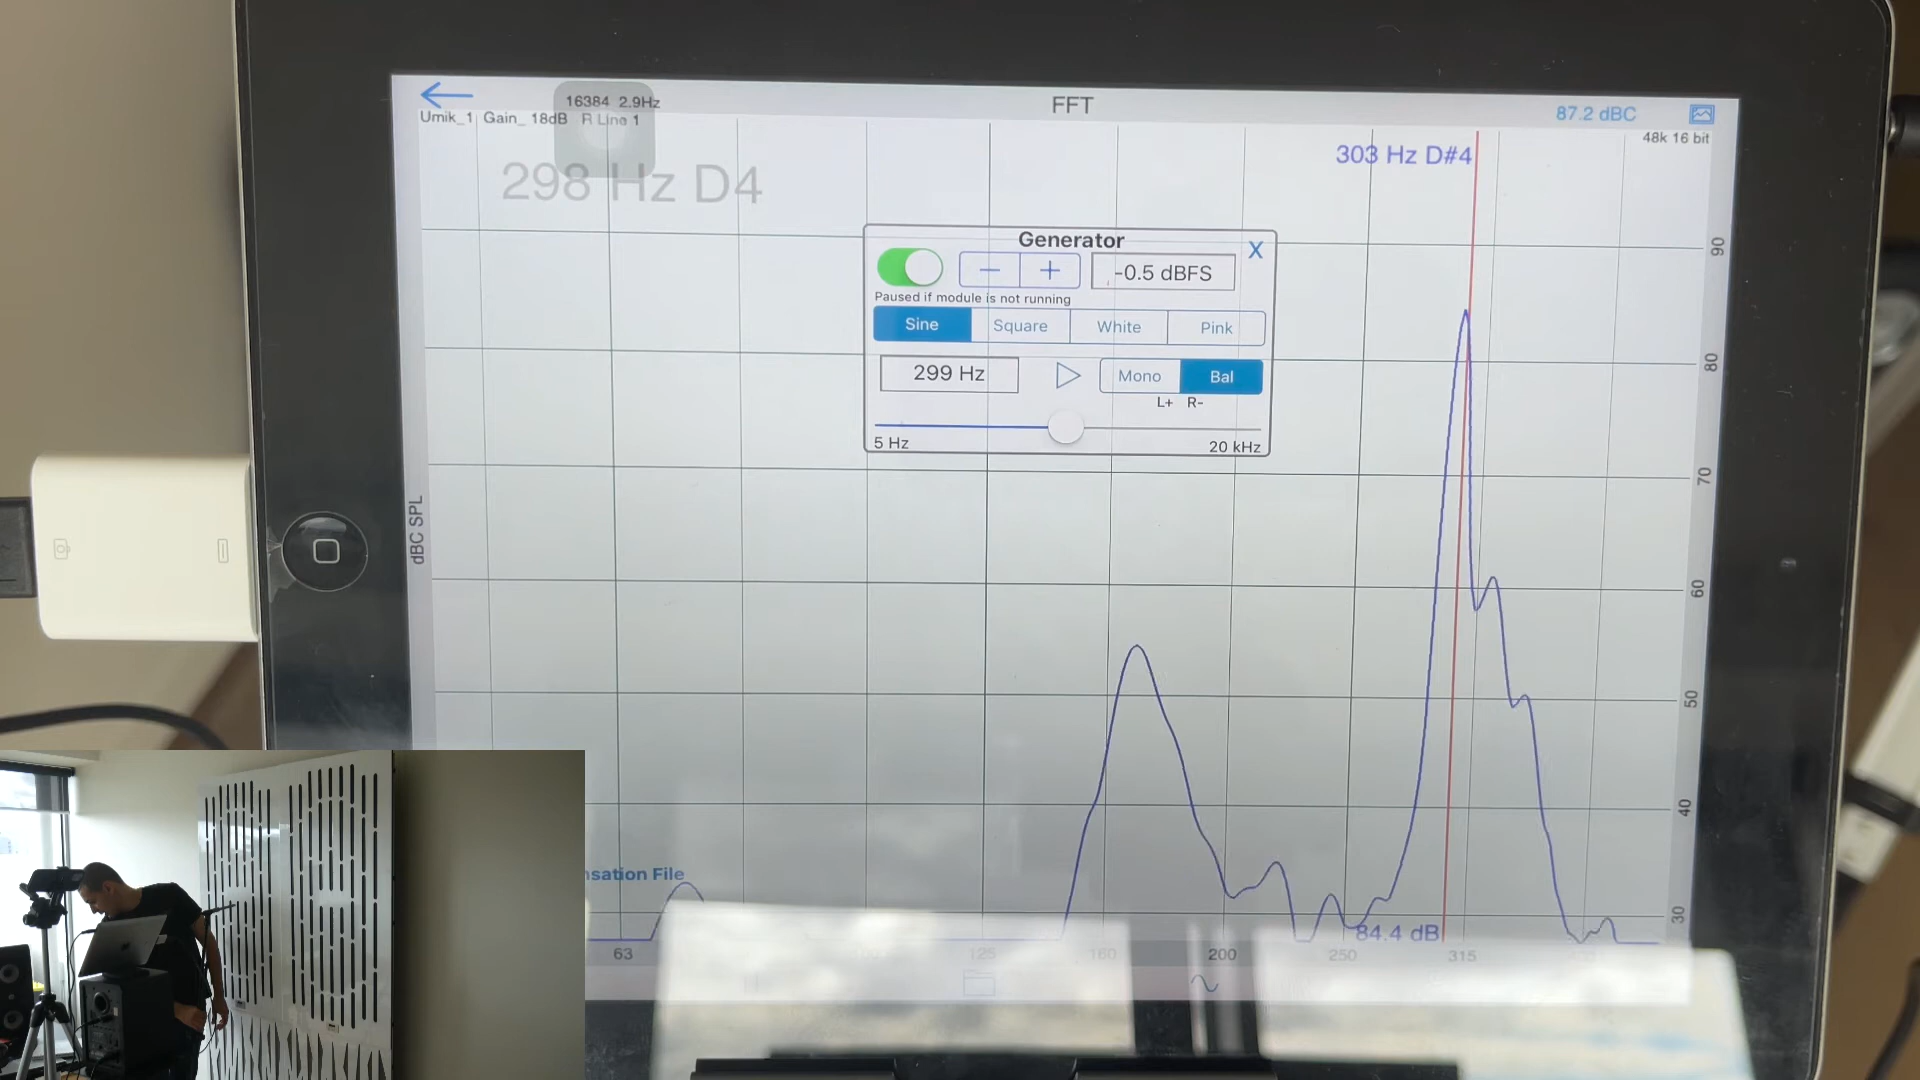 16384 2.9Hz
FFT
87.2 dBC
Umik_1 Gain_ 18dB R Line 1
48k 16 bit
298 Hz D4
303 Hz D#4
Generator
X
− + -0.5 dBFS
Paused if module is not running
Sine Square White Pink
299 Hz
Mono Bal
L+ R-
5 Hz 20 kHz
dBC SPL
90
80
70
60
50
40
30
nsation File
84.4 dB
63 125 160 200 250 315